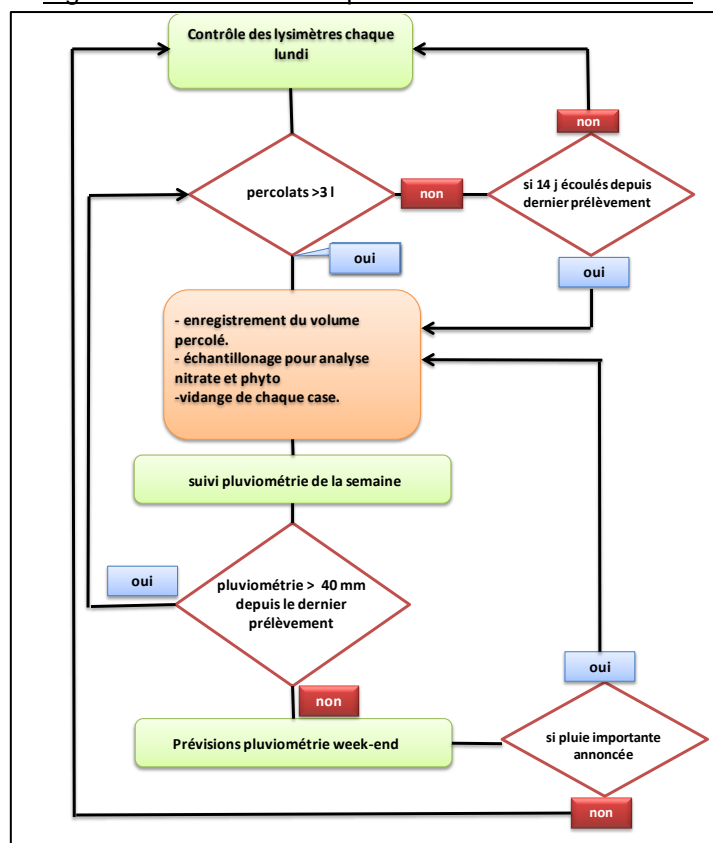 Contrôle des lysimètres chaque
lundi
non
percolats >3 l
non
si 14 j écoulés depuis
dernier prélèvement
oui
oui
- enregistrement du volume
percolé.
- échantillonage pour analyse
nitrate et phyto
-vidange de chaque case.
suivi pluviométrie de la semaine
oui
pluviométrie > 40 mm
depuis le dernier
prélèvement
oui
non
Prévisions pluviométrie week-end
si pluie importante
annoncée
non